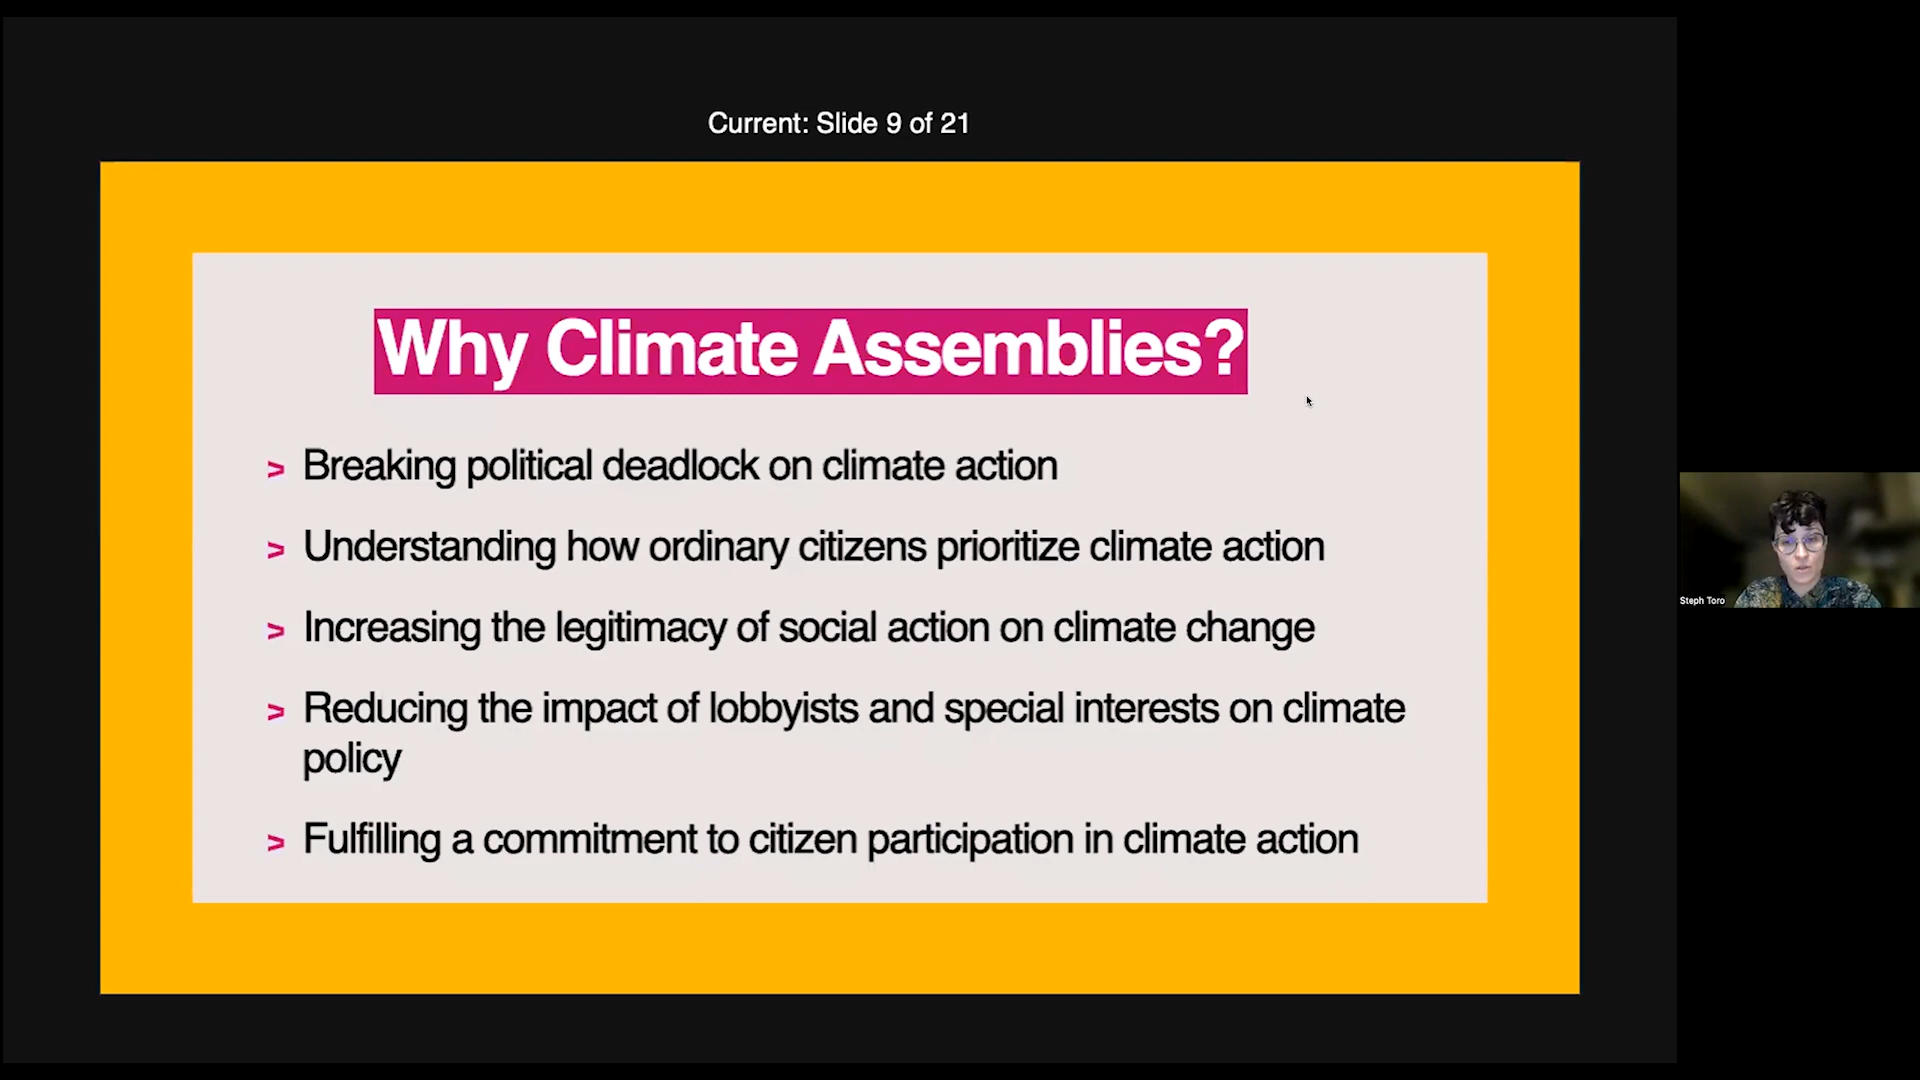 Current: Slide 9 of 21
Why Climate Assemblies?
> Breaking political deadlock on climate action
> Understanding how ordinary citizens prioritize climate action
> Increasing the legitimacy of social action on climate change
> Reducing the impact of lobbyists and special interests on climate
policy
> Fulfilling a commitment to citizen participation in climate action
Steph Toro